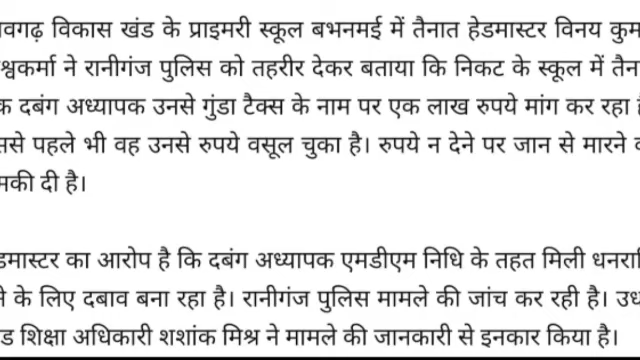 वगढ़ विकास खंड के प्राइमरी स्कूल बभनमई में तैनात हेडमास्टर विनय कुम
श्वकर्मा ने रानीगंज पुलिस को तहरीर देकर बताया कि निकट के स्कूल में तैन
क दबंग अध्यापक उनसे गुंडा टैक्स के नाम पर एक लाख रुपये मांग कर रहा है
ससे पहले भी वह उनसे रुपये वसूल चुका है। रुपये न देने पर जान से मारने
मकी दी है।
डमास्टर का आरोप है कि दबंग अध्यापक एमडीएम निधि के तहत मिली धनराशि
ने के लिए दबाव बना रहा है। रानीगंज पुलिस मामले की जांच कर रही है। उध
ड शिक्षा अधिकारी शशांक मिश्र ने मामले की जानकारी से इनकार किया है।